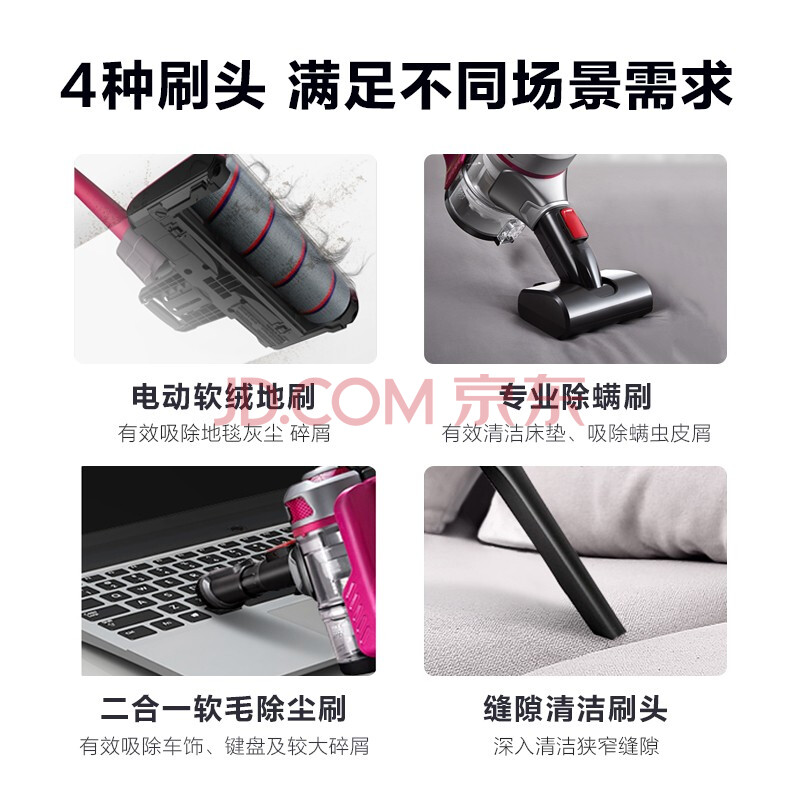 4种刷头 满足不同场景需求
电动软绒地刷
专业除螨刷
有效吸除地毯灰尘 碎屑
有效清洁床垫、吸除螨虫皮屑
JD.COM 京东
二合一软毛除尘刷
缝隙清洁刷头
有效吸除车饰、键盘及较大碎屑
深入清洁狭窄缝隙